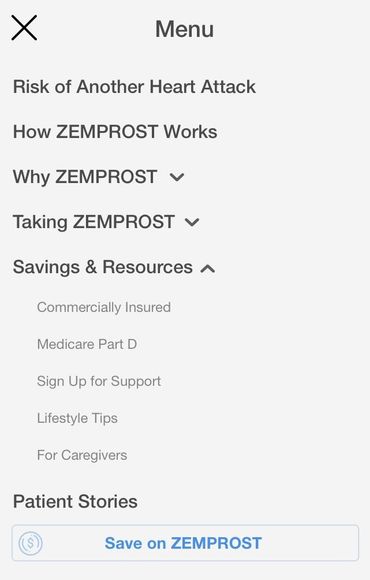 Menu
Risk of Another Heart Attack
How ZEMPROST Works
Why ZEMPROST
Taking ZEMPROST
Savings & Resources
Commercially Insured
Medicare Part D
Sign Up for Support
Lifestyle Tips
For Caregivers
Patient Stories
$ Save on ZEMPROST